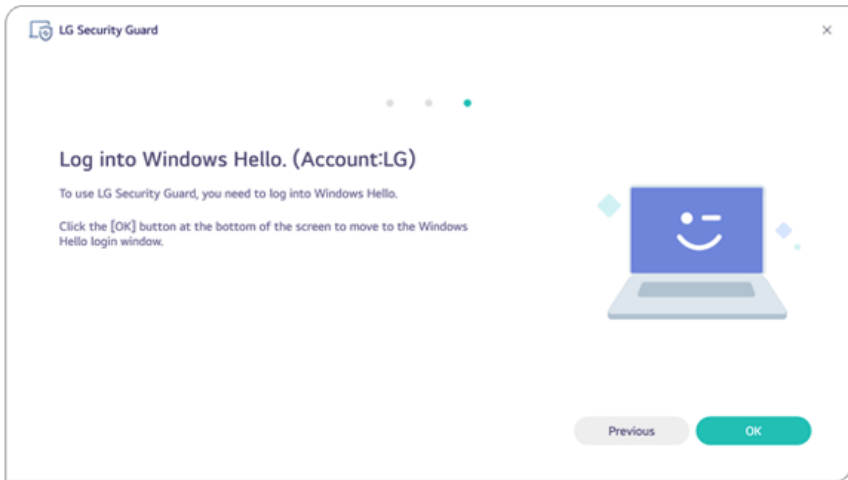 LG Security Guard
Log into Windows Hello. (Account:LG)
To use LG Security Guard, you need to log into Windows Hello.
Click the [OK] button at the bottom of the screen to move to the Windows
Hello login window.
Previous
OK